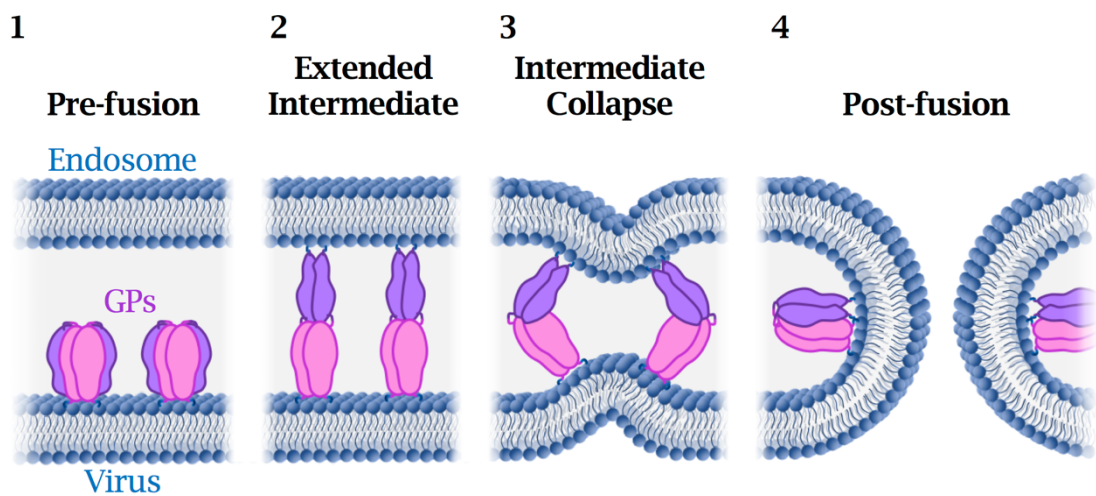 1
Pre-fusion
2
Extended
Intermediate
3
Intermediate
Collapse
4
Post-fusion
Endosome
GPs
Virus